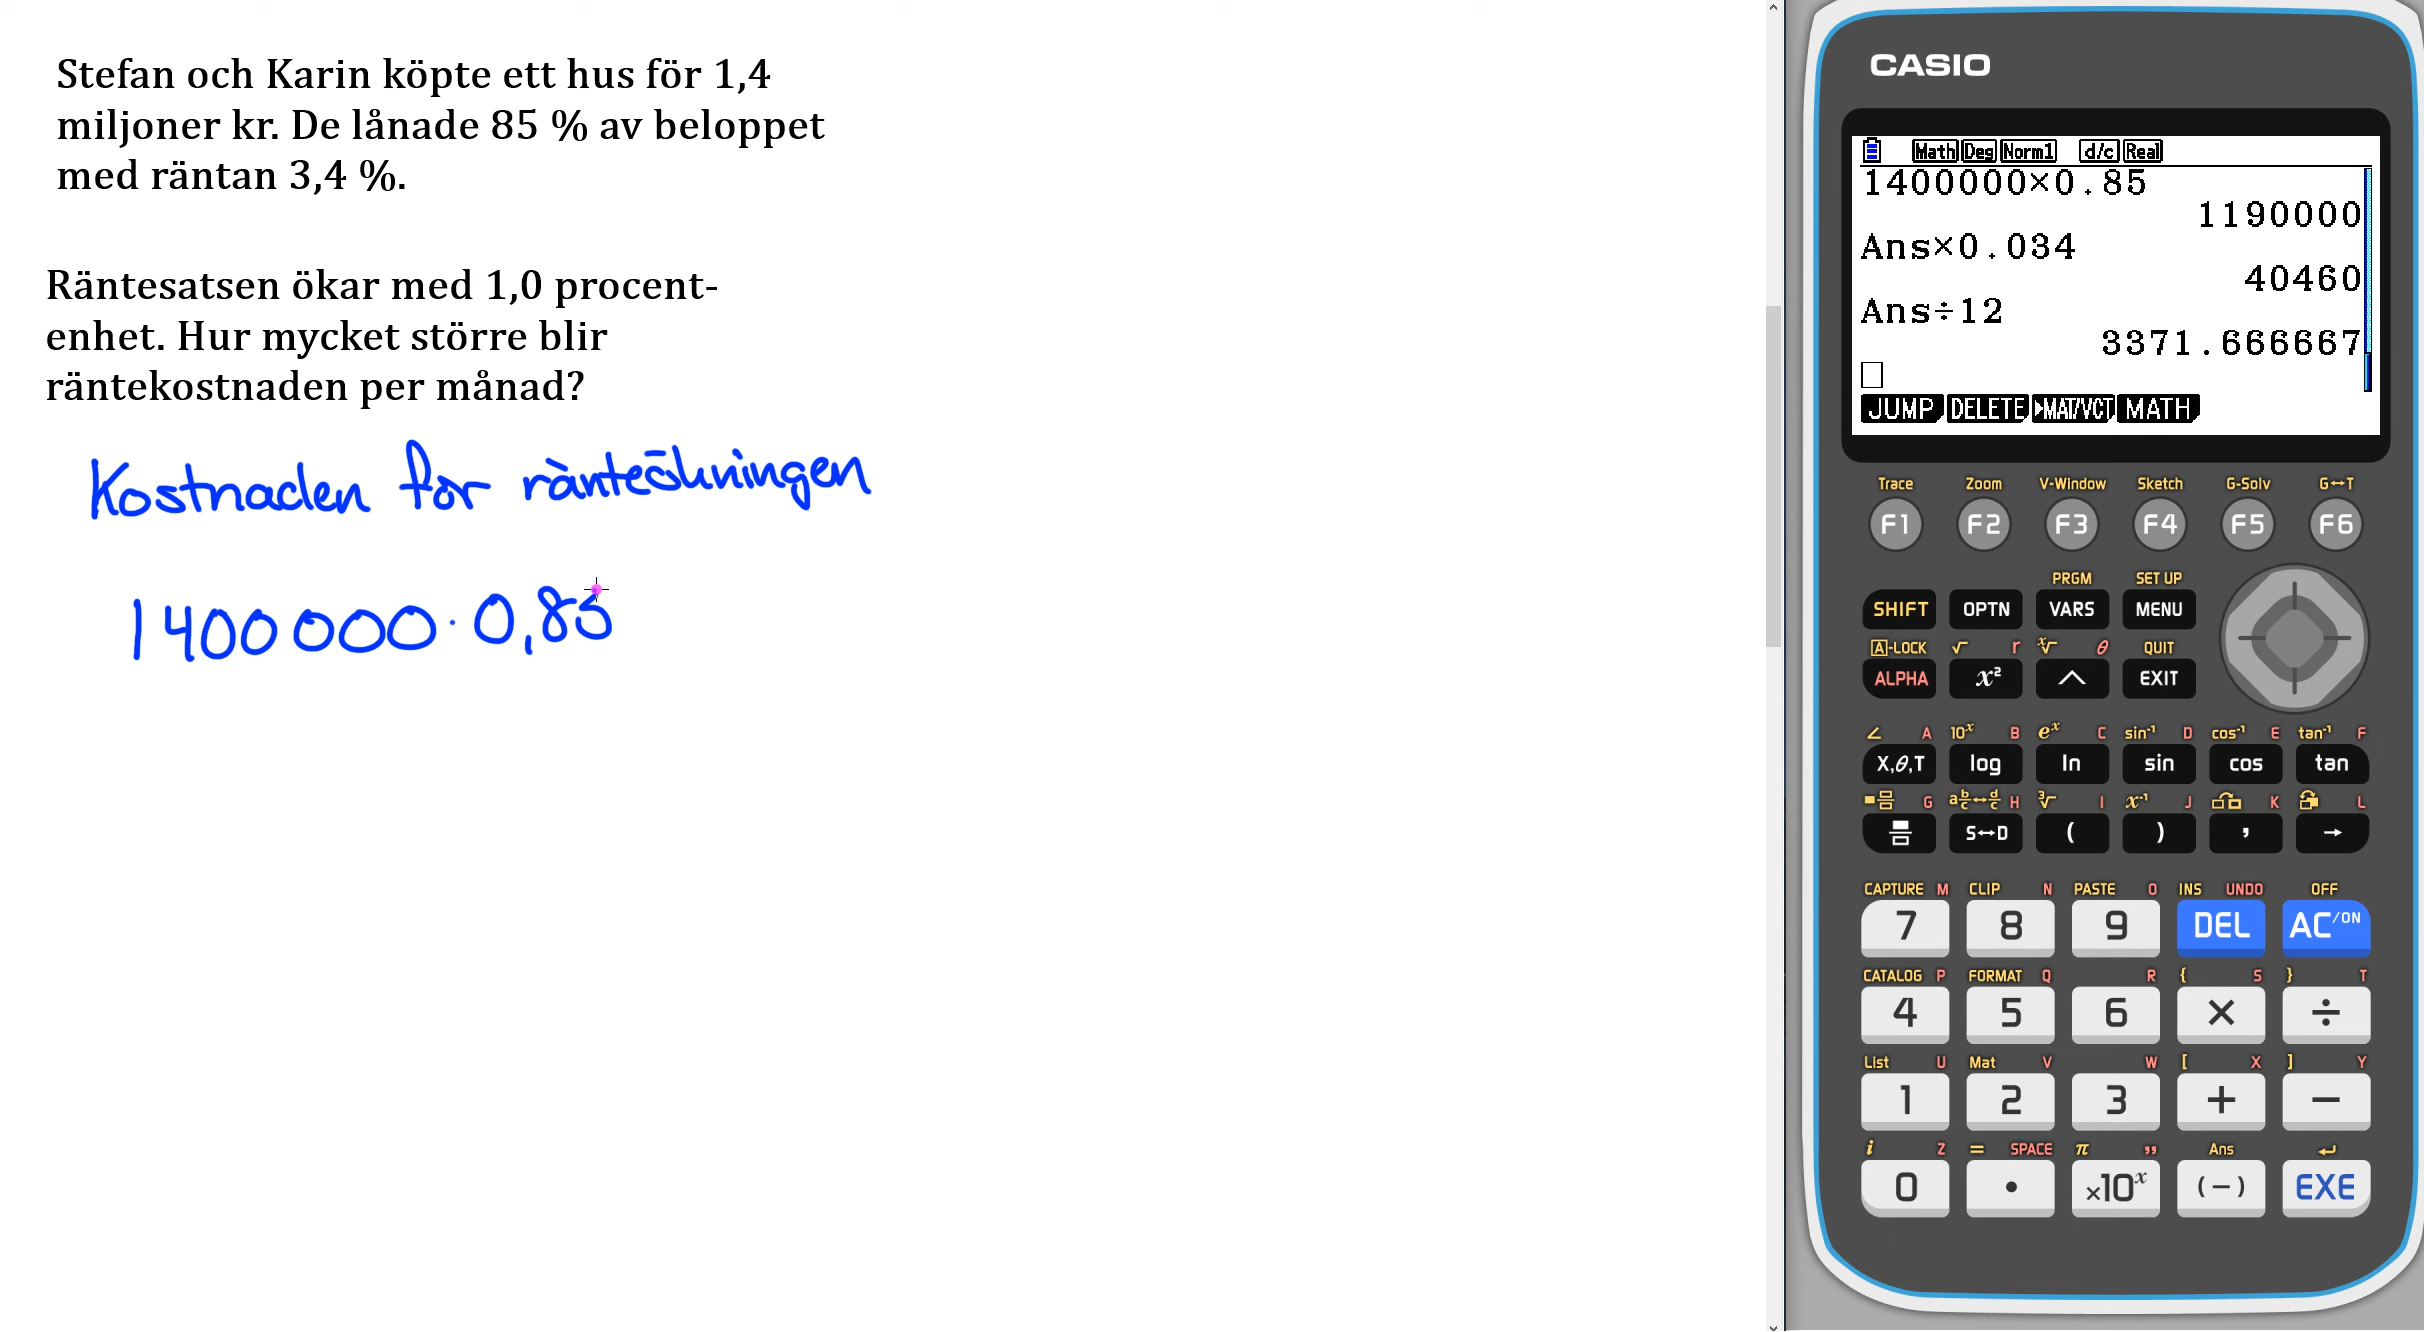 Stefan och Karin köpte ett hus för 1,4
miljoner kr. De lånade 85 % av beloppet
med räntan 3,4 %.
Räntesatsen ökar med 1,0 procent-
enhet. Hur mycket större blir
räntekostnaden per månad?
Kostnaden för ränteökningen
1400 000 · 0,85
CASIO
Math Deg Norm1 d/c Real
1400000×0.85
1190000
Ans×0.034
40460
Ans÷12
3371.666667
JUMP DELETE ▶MAT/VCT MATH
Trace Zoom V-Window Sketch G-Solv G↔T
F1 F2 F3 F4 F5 F6
PRGM SET UP
SHIFT OPTN VARS MENU
A-LOCK √ r ˣ√ θ QUIT
ALPHA x² ^ EXIT
∠ A 10ˣ B eˣ C sin⁻¹ D cos⁻¹ E tan⁻¹ F
X,θ,T log ln sin cos tan
G a b/c↔d/c H ³√ I x⁻¹ J K L
S↔D ( ) , →
CAPTURE M CLIP N PASTE O INS UNDO OFF
7 8 9 DEL AC/ON
CATALOG P FORMAT Q R { S } T
4 5 6 × ÷
List U Mat V W [ X ] Y
1 2 3 + −
i Z = SPACE π " Ans ↵
0 • ×10ˣ (−) EXE